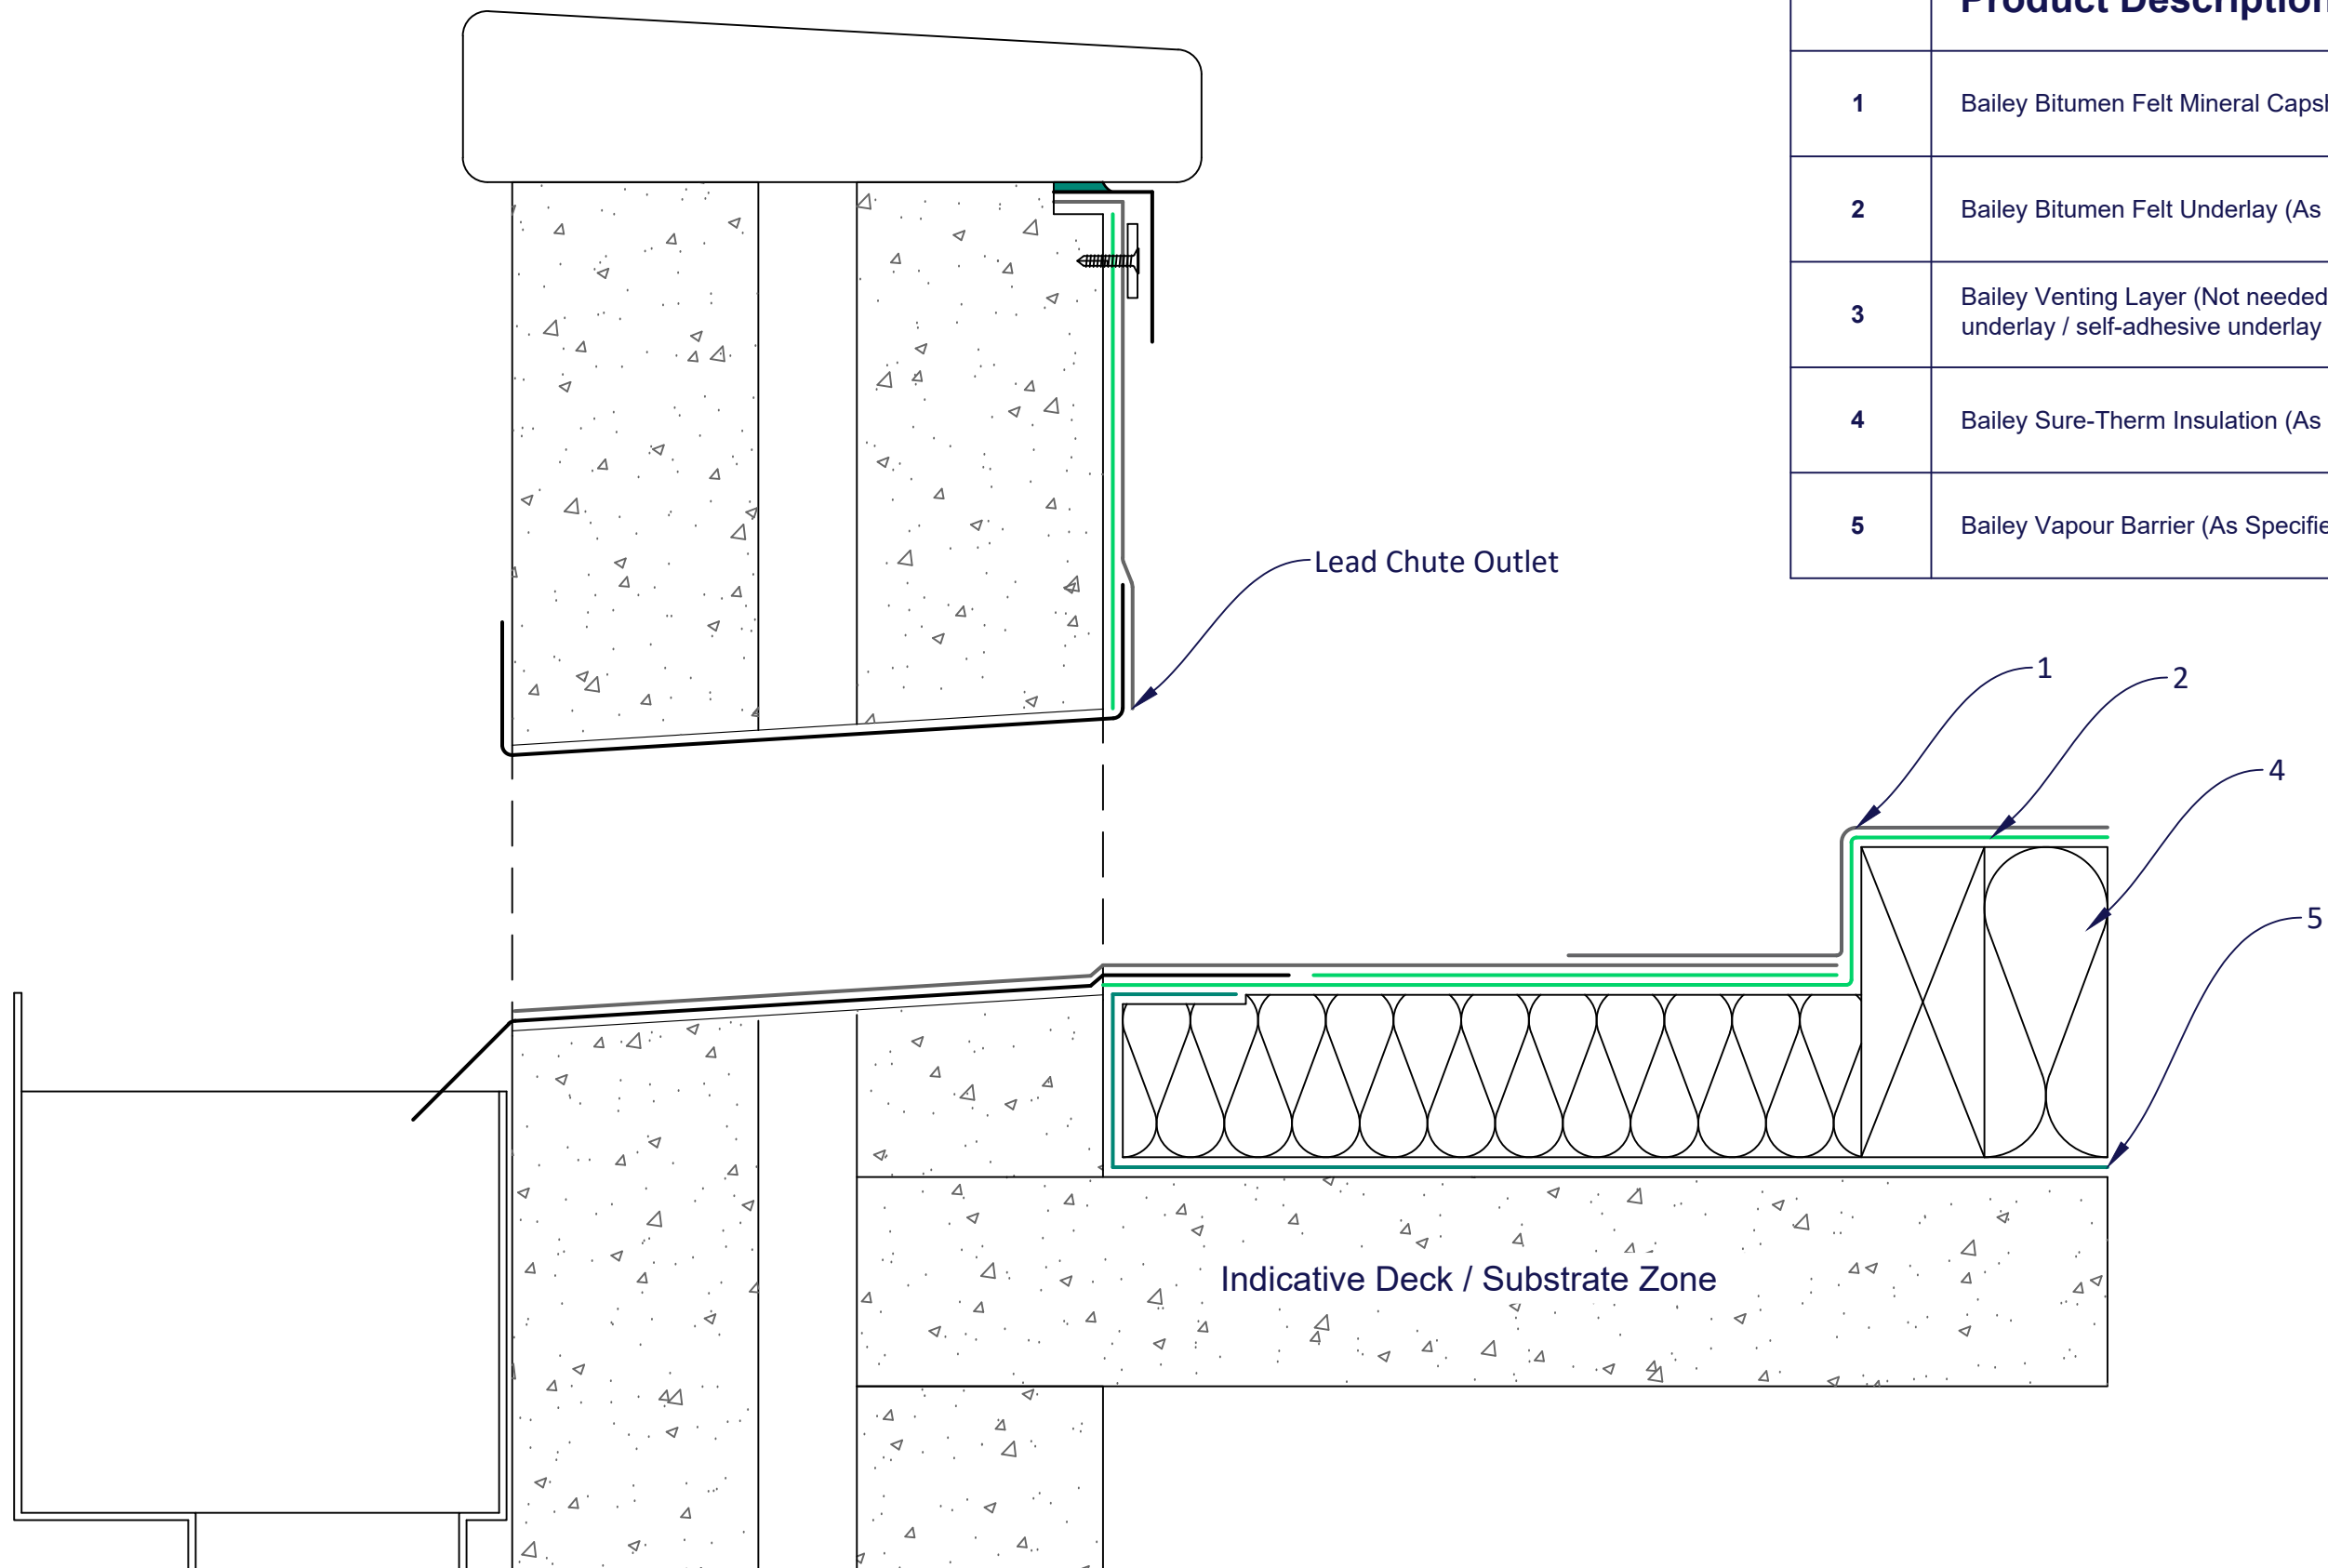 Product Description
1
Bailey Bitumen Felt Mineral
2
Bailey Bitumen Felt Underlay (As
3
Bailey Venting Layer (Not needed
underlay / self-adhesive underlay
4
Bailey Sure-Therm Insulation (As
5
Bailey Vapour Barrier (As
Lead Chute Outlet
1
2
4
5
Indicative Deck / Substrate Zone